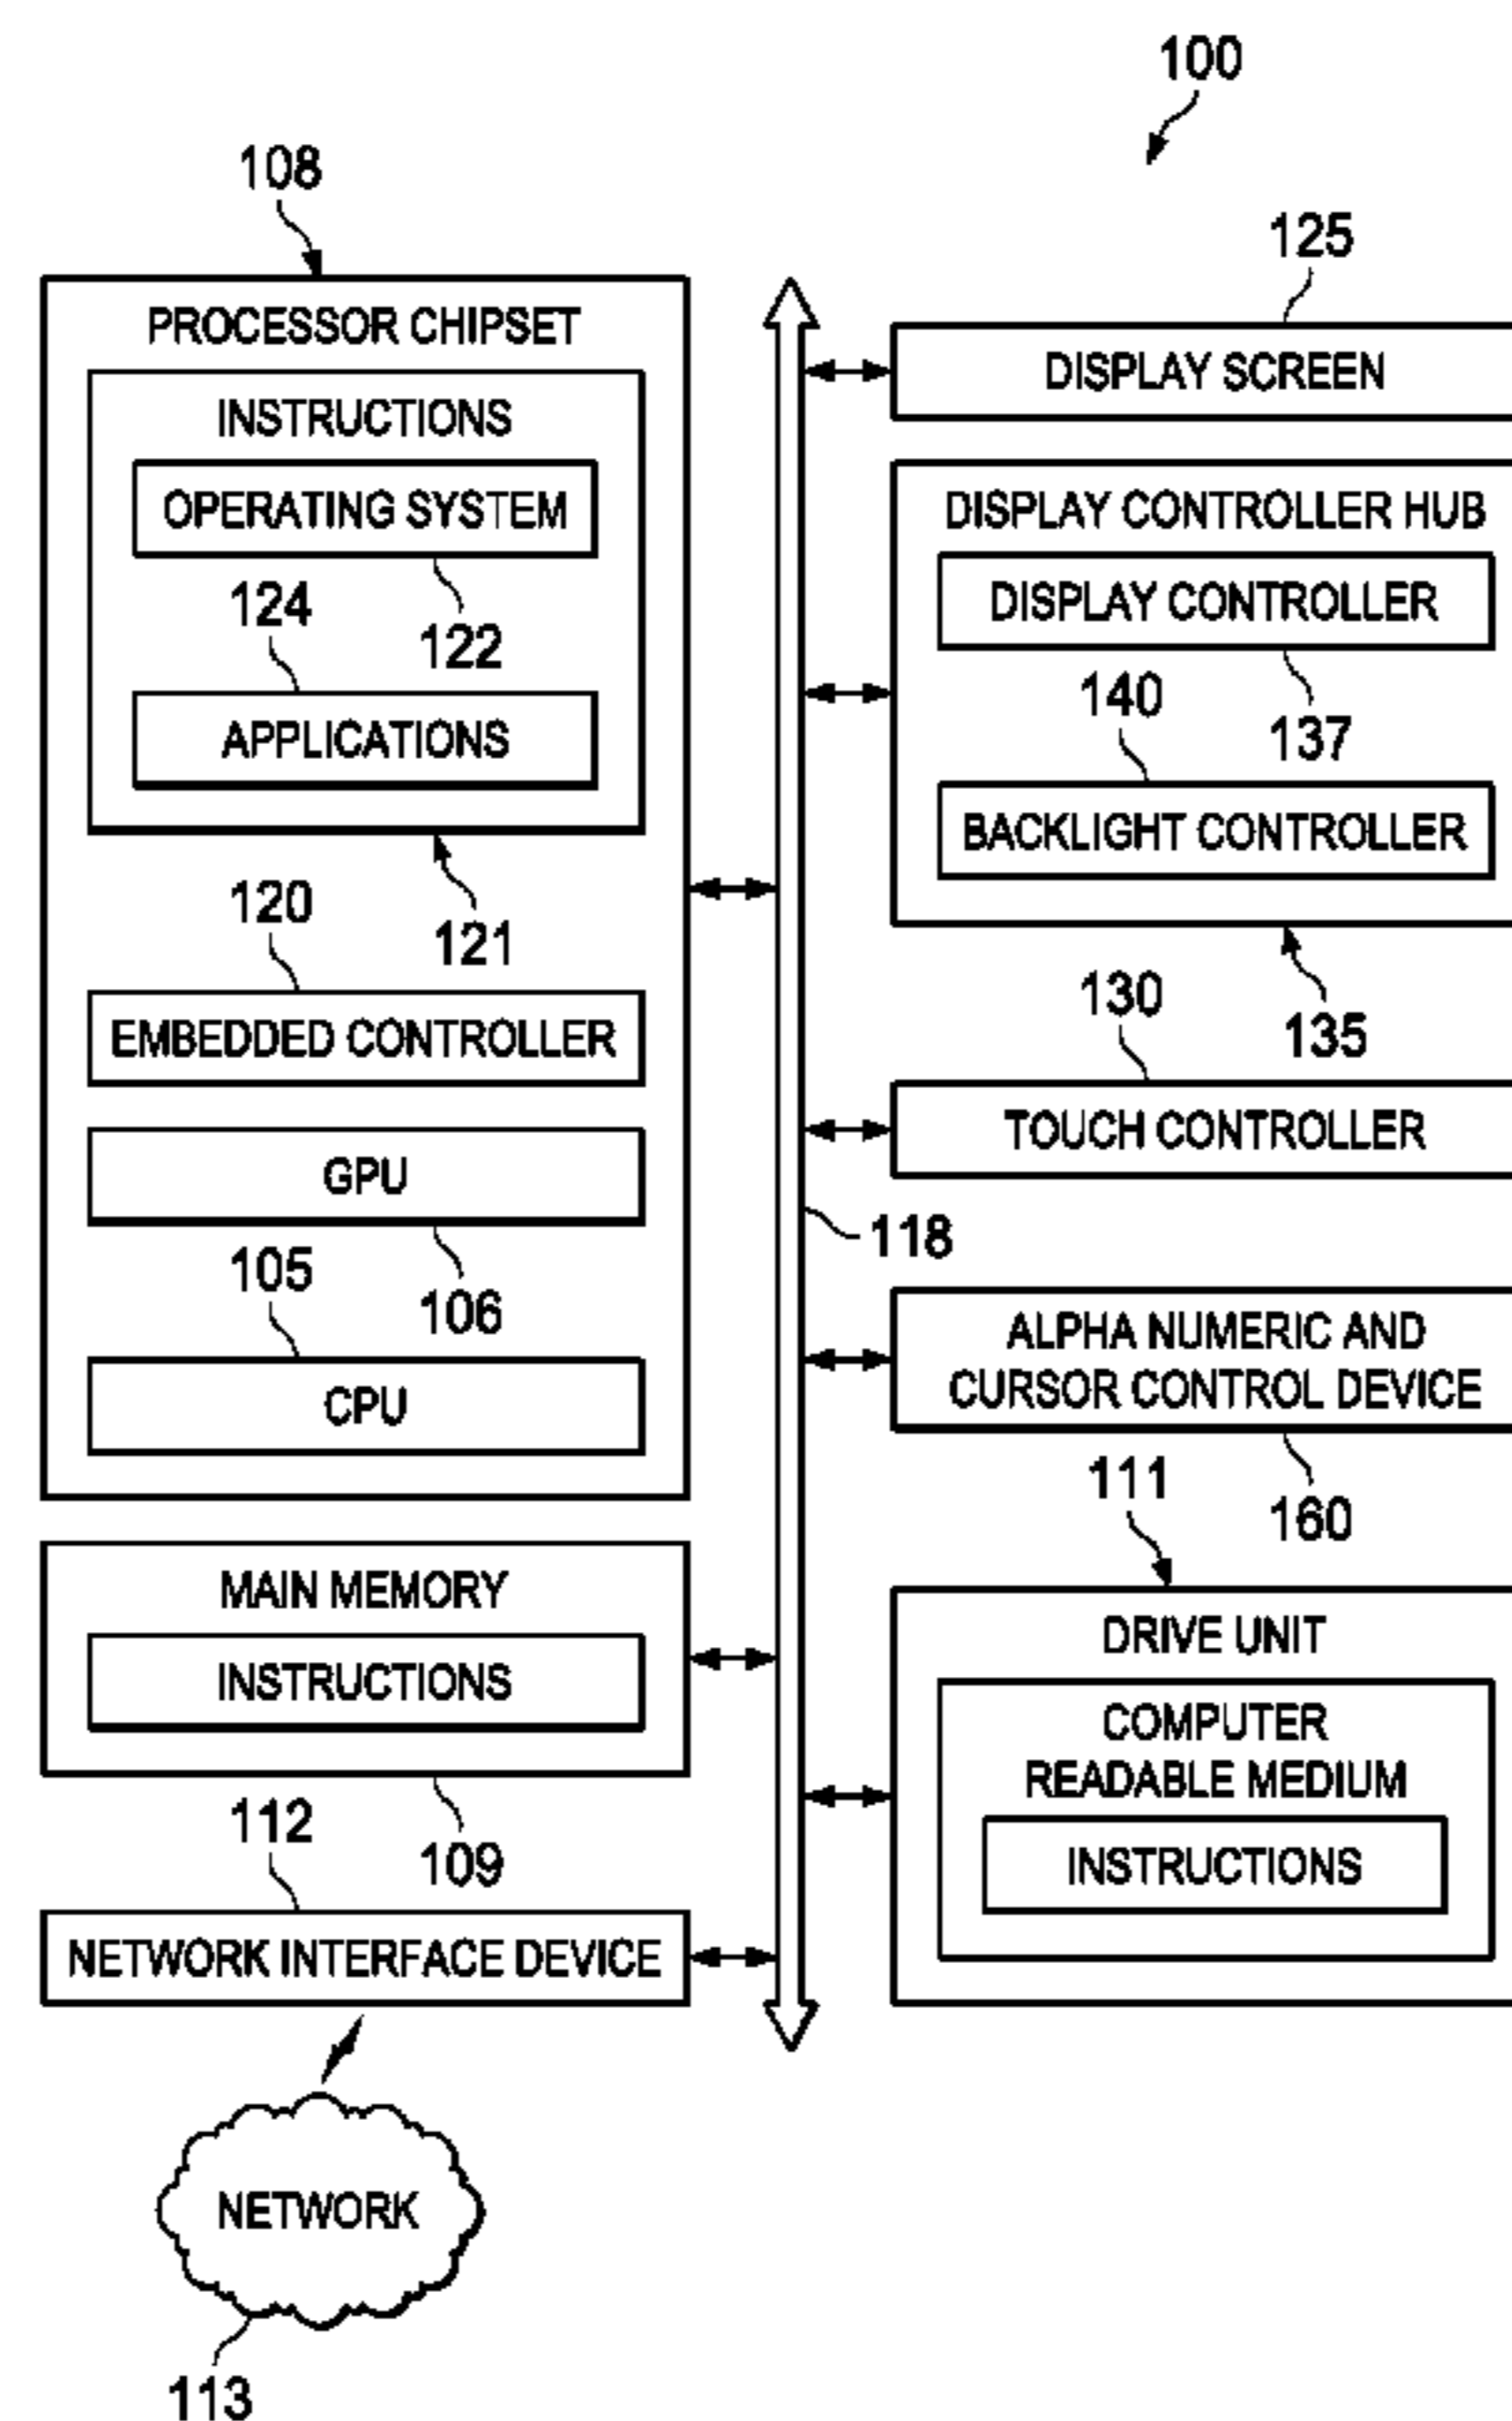 100
108
PROCESSOR CHIPSET
INSTRUCTIONS
OPERATING SYSTEM
124
122
APPLICATIONS
120
121
EMBEDDED CONTROLLER
GPU
105
106
CPU
MAIN MEMORY
INSTRUCTIONS
112
109
NETWORK INTERFACE DEVICE
NETWORK
113
118
125
DISPLAY SCREEN
DISPLAY CONTROLLER HUB
DISPLAY CONTROLLER
140
137
BACKLIGHT CONTROLLER
130
135
TOUCH CONTROLLER
ALPHA NUMERIC AND
CURSOR CONTROL DEVICE
111
160
DRIVE UNIT
COMPUTER
READABLE MEDIUM
INSTRUCTIONS